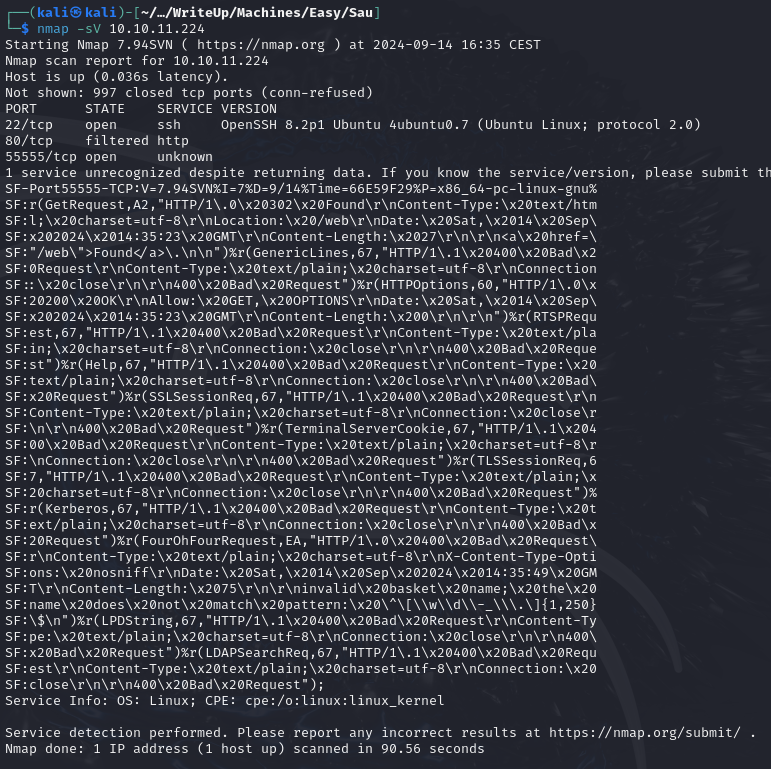 ┌──(kali㉿kali)-[~/…/WriteUp/Machines/Easy/Sau]
└─$ nmap -sV 10.10.11.224
Starting Nmap 7.94SVN ( https://nmap.org ) at 2024-09-14 16:35 CEST
Nmap scan report for 10.10.11.224
Host is up (0.036s latency).
Not shown: 997 closed tcp ports (conn-refused)
PORT      STATE    SERVICE VERSION
22/tcp    open     ssh     OpenSSH 8.2p1 Ubuntu 4ubuntu0.7 (Ubuntu Linux; protocol 2.0)
80/tcp    filtered http
55555/tcp open     unknown
1 service unrecognized despite returning data. If you know the service/version, please submit th
SF-Port55555-TCP:V=7.94SVN%I=7%D=9/14%Time=66E59F29%P=x86_64-pc-linux-gnu%
SF:r(GetRequest,A2,"HTTP/1\.0\x20302\x20Found\r\nContent-Type:\x20text/htm
SF:l;\x20charset=utf-8\r\nLocation:\x20/web\r\nDate:\x20Sat,\x2014\x20Sep\
SF:x202024\x2014:35:23\x20GMT\r\nContent-Length:\x2027\r\n\r\n<a\x20href=\
SF:"/web\">Found</a>\.\n\n")%r(GenericLines,67,"HTTP/1\.1\x20400\x20Bad\x2
SF:0Request\r\nContent-Type:\x20text/plain;\x20charset=utf-8\r\nConnection
SF::\x20close\r\n\r\n400\x20Bad\x20Request")%r(HTTPOptions,60,"HTTP/1\.0\x
SF:20200\x20OK\r\nAllow:\x20GET,\x20OPTIONS\r\nDate:\x20Sat,\x2014\x20Sep\
SF:x202024\x2014:35:23\x20GMT\r\nContent-Length:\x200\r\n\r\n")%r(RTSPRequ
SF:est,67,"HTTP/1\.1\x20400\x20Bad\x20Request\r\nContent-Type:\x20text/pla
SF:in;\x20charset=utf-8\r\nConnection:\x20close\r\n\r\n400\x20Bad\x20Reque
SF:st")%r(Help,67,"HTTP/1\.1\x20400\x20Bad\x20Request\r\nContent-Type:\x20
SF:text/plain;\x20charset=utf-8\r\nConnection:\x20close\r\n\r\n400\x20Bad\
SF:x20Request")%r(SSLSessionReq,67,"HTTP/1\.1\x20400\x20Bad\x20Request\r\n
SF:Content-Type:\x20text/plain;\x20charset=utf-8\r\nConnection:\x20close\r
SF:\n\r\n400\x20Bad\x20Request")%r(TerminalServerCookie,67,"HTTP/1\.1\x204
SF:00\x20Bad\x20Request\r\nContent-Type:\x20text/plain;\x20charset=utf-8\r
SF:\nConnection:\x20close\r\n\r\n400\x20Bad\x20Request")%r(TLSSessionReq,6
SF:7,"HTTP/1\.1\x20400\x20Bad\x20Request\r\nContent-Type:\x20text/plain;\x
SF:20charset=utf-8\r\nConnection:\x20close\r\n\r\n400\x20Bad\x20Request")%
SF:r(Kerberos,67,"HTTP/1\.1\x20400\x20Bad\x20Request\r\nContent-Type:\x20t
SF:ext/plain;\x20charset=utf-8\r\nConnection:\x20close\r\n\r\n400\x20Bad\x
SF:20Request")%r(FourOhFourRequest,EA,"HTTP/1\.0\x20400\x20Bad\x20Request\
SF:r\nContent-Type:\x20text/plain;\x20charset=utf-8\r\nX-Content-Type-Opti
SF:ons:\x20nosniff\r\nDate:\x20Sat,\x2014\x20Sep\x202024\x2014:35:49\x20GM
SF:T\r\nContent-Length:\x2075\r\n\r\ninvalid\x20basket\x20name;\x20the\x20
SF:name\x20does\x20not\x20match\x20pattern:\x20\^\[\\w\\d\\-_\\\.\]{1,250}
SF:\$\n")%r(LPDString,67,"HTTP/1\.1\x20400\x20Bad\x20Request\r\nContent-Ty
SF:pe:\x20text/plain;\x20charset=utf-8\r\nConnection:\x20close\r\n\r\n400\
SF:x20Bad\x20Request")%r(LDAPSearchReq,67,"HTTP/1\.1\x20400\x20Bad\x20Requ
SF:est\r\nContent-Type:\x20text/plain;\x20charset=utf-8\r\nConnection:\x20
SF:close\r\n\r\n400\x20Bad\x20Request");
Service Info: OS: Linux; CPE: cpe:/o:linux:linux_kernel

Service detection performed. Please report any incorrect results at https://nmap.org/submit/ .
Nmap done: 1 IP address (1 host up) scanned in 90.56 seconds